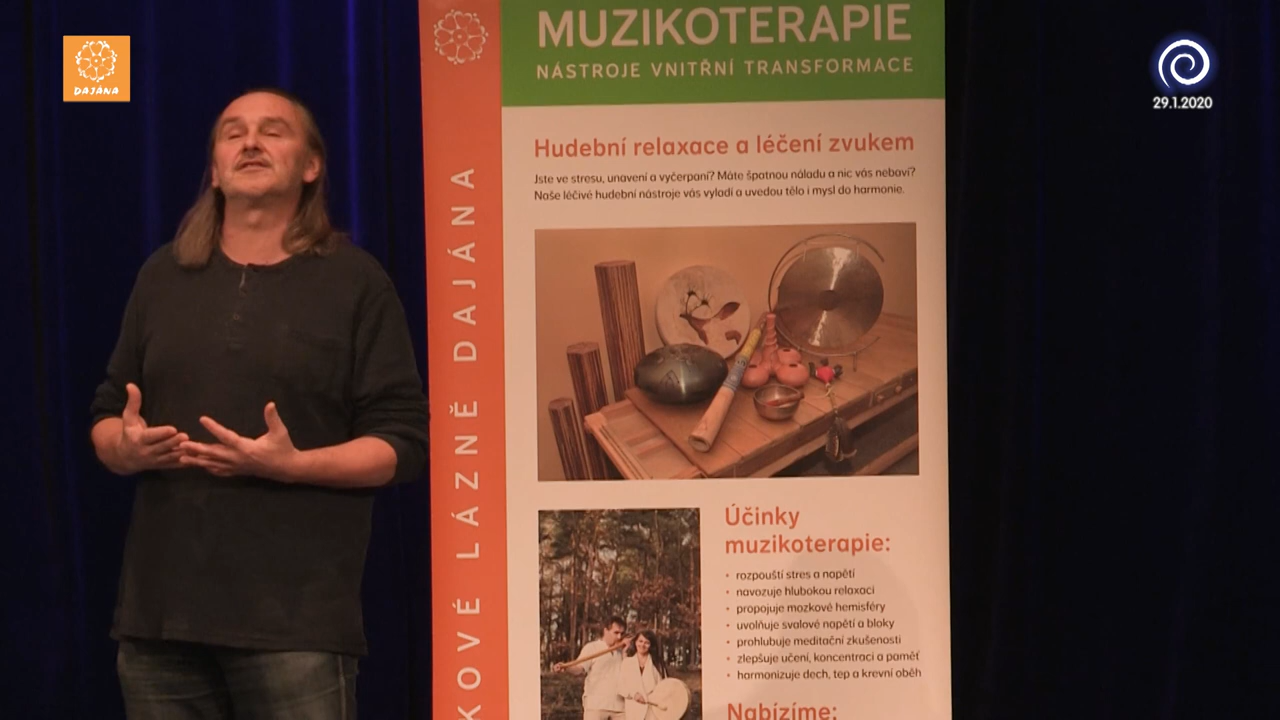 DAJÁNA
29.1.2020
KOVÉ LÁZNĚ DAJÁNA
MUZIKOTERAPIE
NÁSTROJE VNITŘNÍ TRANSFORMACE
Hudební relaxace a léčení zvukem
Jste ve stresu, unavení a vyčerpaní? Máte špatnou náladu a nic vás nebaví?
Naše léčivé hudební nástroje vás vyladí a uvedou tělo i mysl do harmonie.
Účinky
muzikoterapie:
• rozpouští stres a napětí
• navozuje hlubokou relaxaci
• propojuje mozkové hemisféry
• uvolňuje svalové napětí a bloky
• prohlubuje meditační zkušenosti
• zlepšuje učení, koncentraci a paměť
• harmonizuje dech, tep a krevní oběh
Nabízíme: